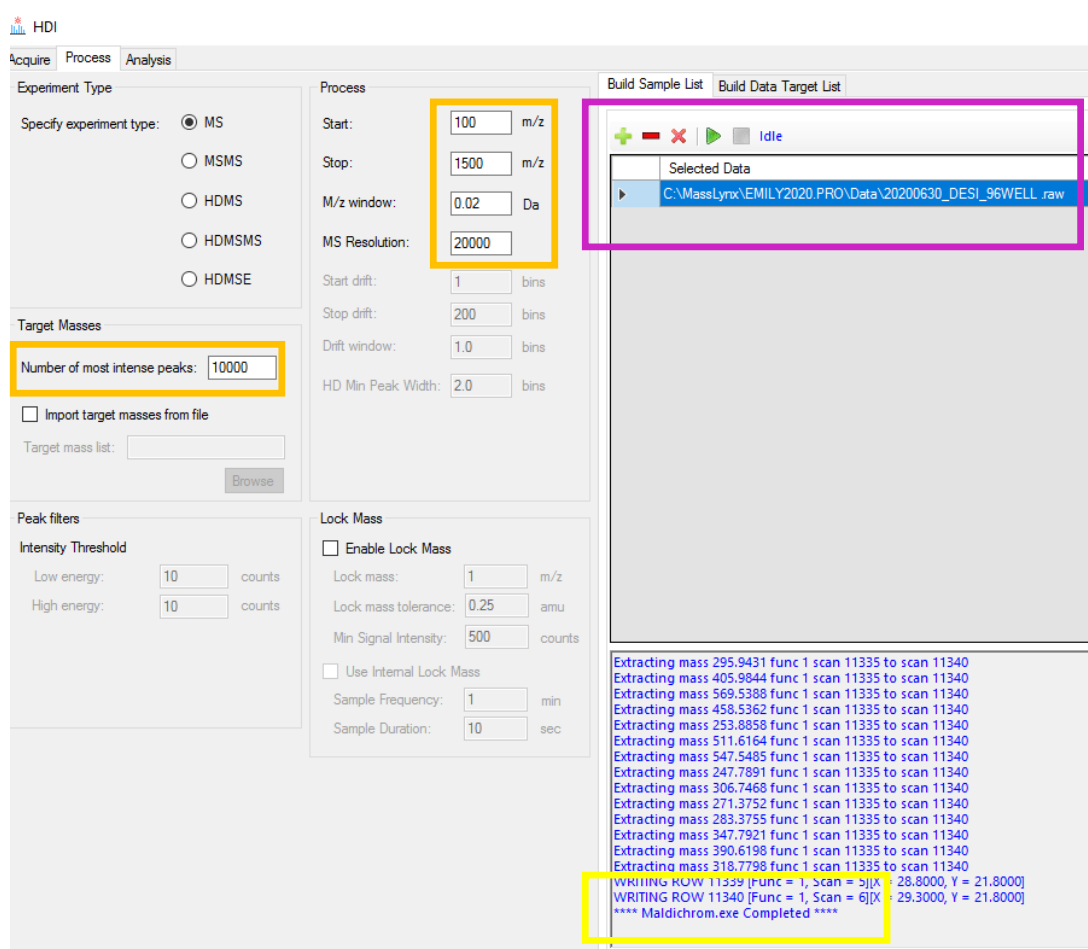 HDI
Acquire Process Analysis
Experiment Type
Specify experiment type: MS
MSMS
HDMS
HDMSMS
HDMSE
Target Masses
Number of most intense peaks: 10000
Import target masses from file
Target mass list:
Browse
Peak filters
Intensity Threshold
Low energy: 10 counts
High energy: 10 counts
Process
Start: 100 m/z
Stop: 1500 m/z
M/z window: 0.02 Da
MS Resolution: 20000
Start drift: 1 bins
Stop drift: 200 bins
Drift window: 1.0 bins
HD Min Peak Width: 2.0 bins
Lock Mass
Enable Lock Mass
Lock mass: 1 m/z
Lock mass tolerance: 0.25 amu
Min Signal Intensity: 500 counts
Use Internal Lock Mass
Sample Frequency: 1 min
Sample Duration: 10 sec
Build Sample List Build Data Target List
Idle
Selected Data
C:\MassLynx\EMILY2020.PRO\Data\20200630_DESI_96WELL .raw
Extracting mass 295.9431 func 1 scan 11335 to scan 11340
Extracting mass 405.9844 func 1 scan 11335 to scan 11340
Extracting mass 569.5388 func 1 scan 11335 to scan 11340
Extracting mass 458.5362 func 1 scan 11335 to scan 11340
Extracting mass 253.8858 func 1 scan 11335 to scan 11340
Extracting mass 511.6164 func 1 scan 11335 to scan 11340
Extracting mass 547.5485 func 1 scan 11335 to scan 11340
Extracting mass 247.7891 func 1 scan 11335 to scan 11340
Extracting mass 306.7468 func 1 scan 11335 to scan 11340
Extracting mass 271.3752 func 1 scan 11335 to scan 11340
Extracting mass 283.3755 func 1 scan 11335 to scan 11340
Extracting mass 347.7921 func 1 scan 11335 to scan 11340
Extracting mass 390.6198 func 1 scan 11335 to scan 11340
Extracting mass 318.7798 func 1 scan 11335 to scan 11340
WRITING ROW 11339 [Func = 1, Scan = 5][X = 28.8000, Y = 21.8000]
WRITING ROW 11340 [Func = 1, Scan = 6][X = 29.3000, Y = 21.8000]
**** Maldichrom.exe Completed ****